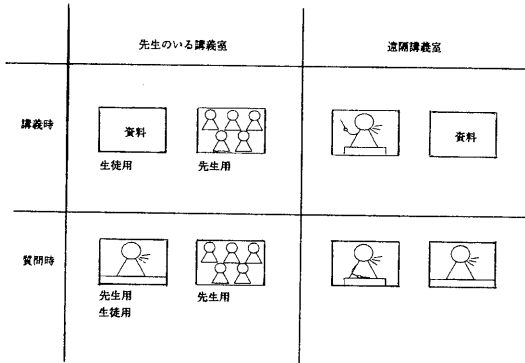 先生のいる講義室
遠隔講義室
講義時
資料
生徒用
先生用
資料
質問時
先生用
生徒用
先生用